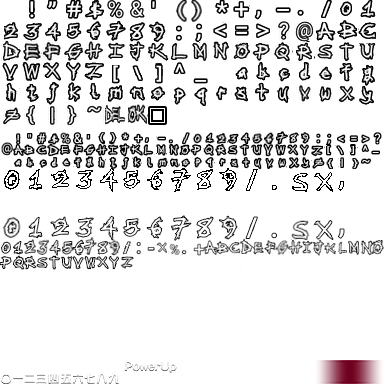 ! " # $ % & ' ( ) * + , - . / 0 1
2 3 4 5 6 7 8 9 : ; < = > ? @ A B C
D E F G H I J K L M N O P Q R S T U
V W X Y Z [ \ ] ^ _ a b c d e f g
h i j k l m n o p q r s t u v w x y
z { | } ~ DEL OK
! " # $ % & ' ( ) * + , - . / 0 1 2 3 4 5 6 7 8 9 : ; < = > ?
@ A B C D E F G H I J K L M N O P Q R S T U V W X Y Z [ \ ] ^ _
a b c d e f g h i j k l m n o p q r s t u v w x y z { | } ~
0 1 2 3 4 5 6 7 8 9 / . S X ,
0 1 2 3 4 5 6 7 8 9 / . S X ,
0 1 2 3 4 5 6 7 8 9 / : - X % . + A B C D E F G H I J K L M N O
P Q R S T U V W X Y Z
PowerUp
〇一二三四五六七八九